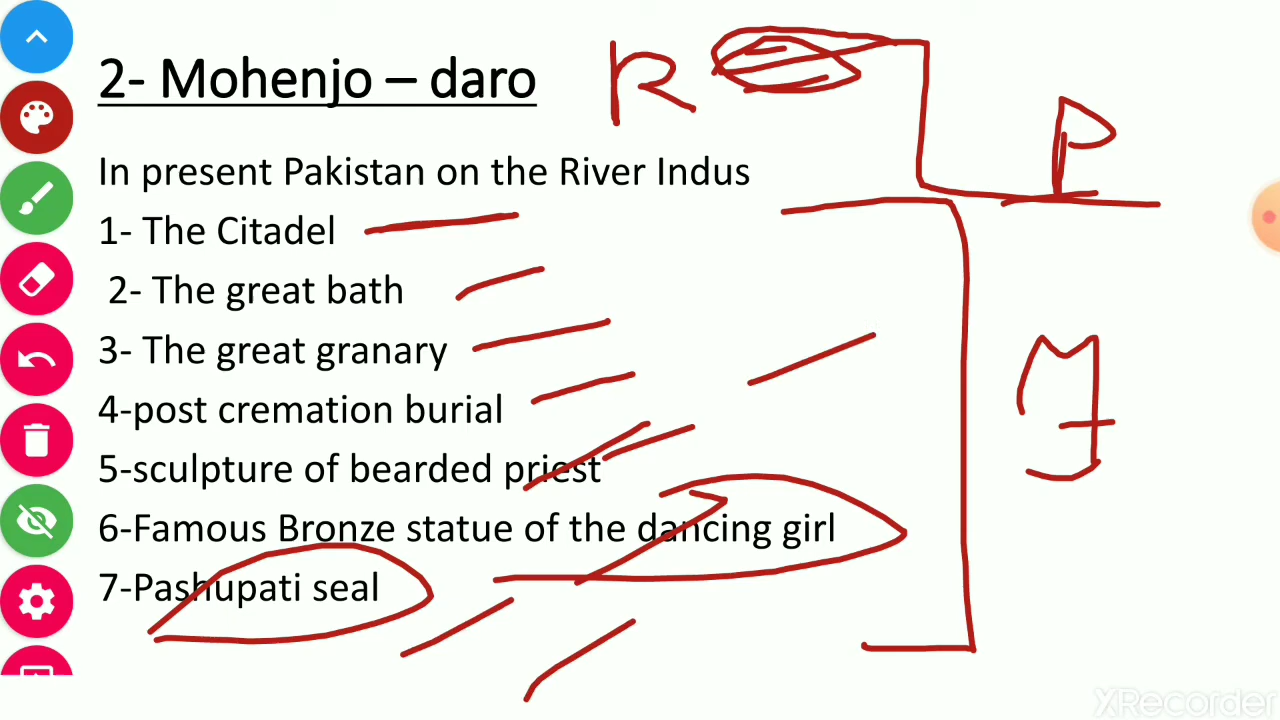 2- Mohenjo – daro
R
P
In present Pakistan on the River Indus
1- The Citadel
2- The great bath
3- The great granary
4-post cremation burial
5-sculpture of bearded priest
6-Famous Bronze statue of the dancing girl
7-Pashupati seal
XRecorder